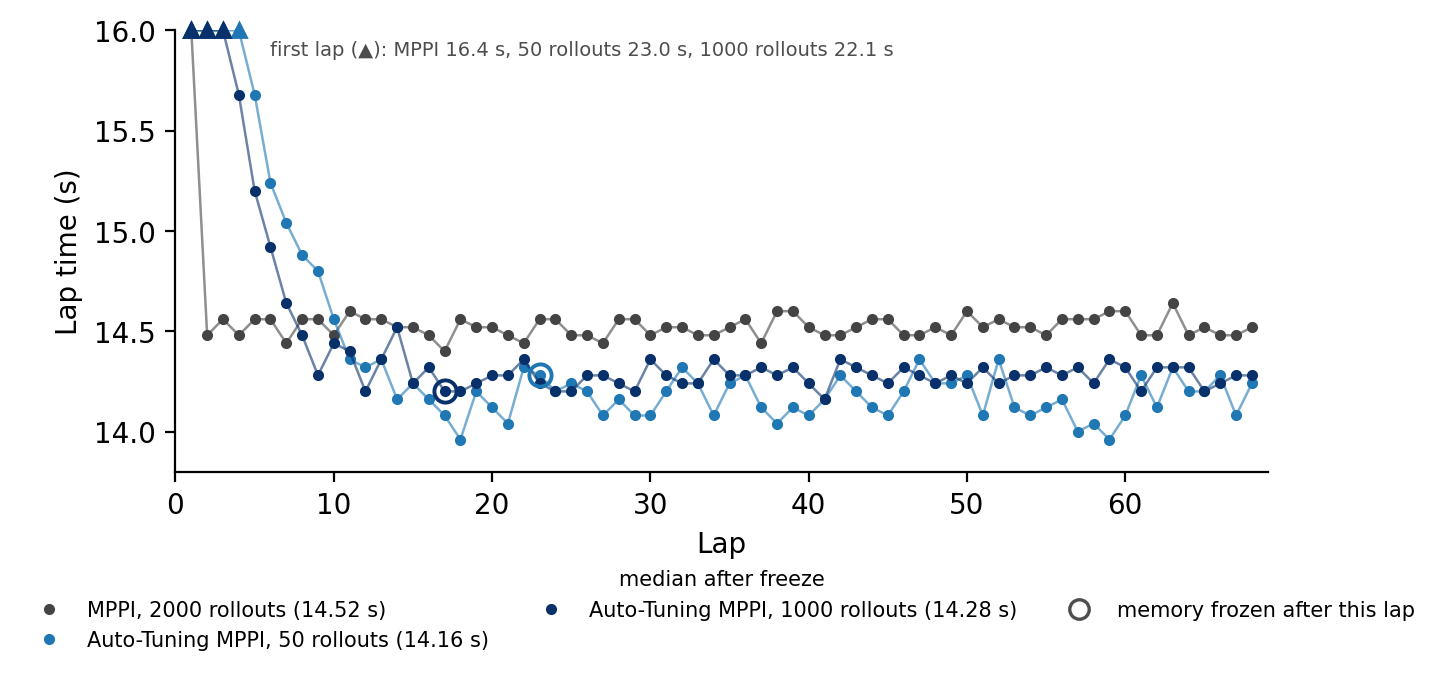 first lap (▲): MPPI 16.4 s, 50 rollouts 23.0 s, 1000 rollouts 22.1 s
Lap time (s)
16.0
15.5
15.0
14.5
14.0
0 10 20 30 40 50 60
Lap
median after freeze
MPPI, 2000 rollouts (14.52 s)
Auto-Tuning MPPI, 50 rollouts (14.16 s)
Auto-Tuning MPPI, 1000 rollouts (14.28 s)
memory frozen after this lap